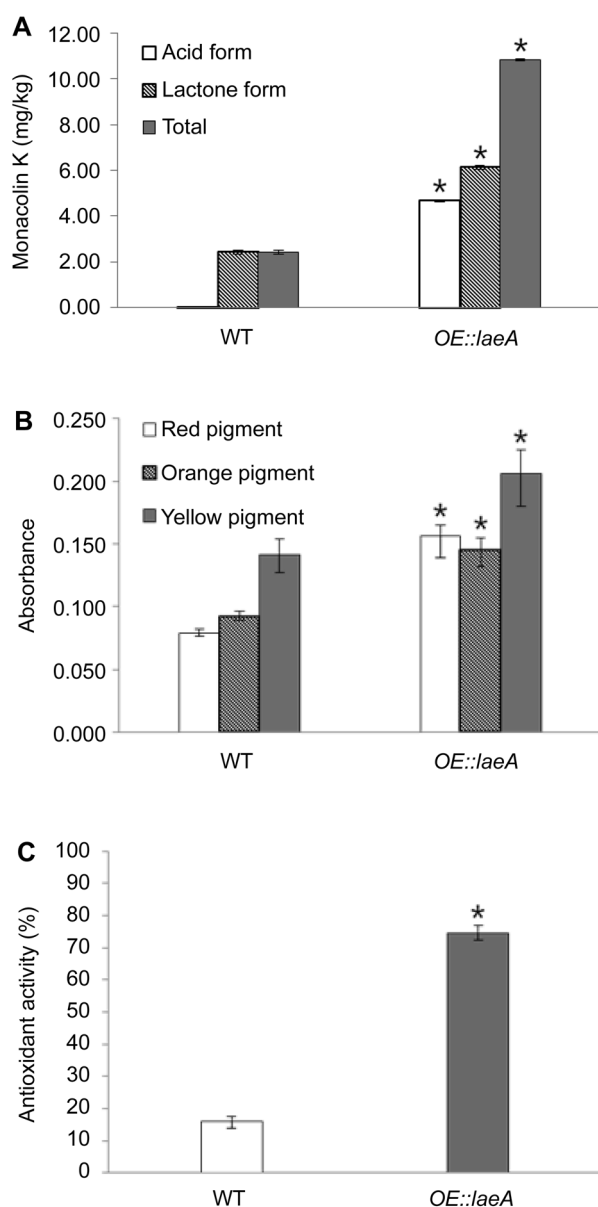 A
Monacolin K (mg/kg)
12.00
10.00
8.00
6.00
4.00
2.00
0.00
Acid form
Lactone form
Total
*
*
*
WT
OE::laeA
B
Absorbance
0.250
0.200
0.150
0.100
0.050
0.000
Red pigment
Orange pigment
Yellow pigment
*
*
*
WT
OE::laeA
C
Antioxidant activity (%)
100
90
80
70
60
50
40
30
20
10
0
*
WT
OE::laeA